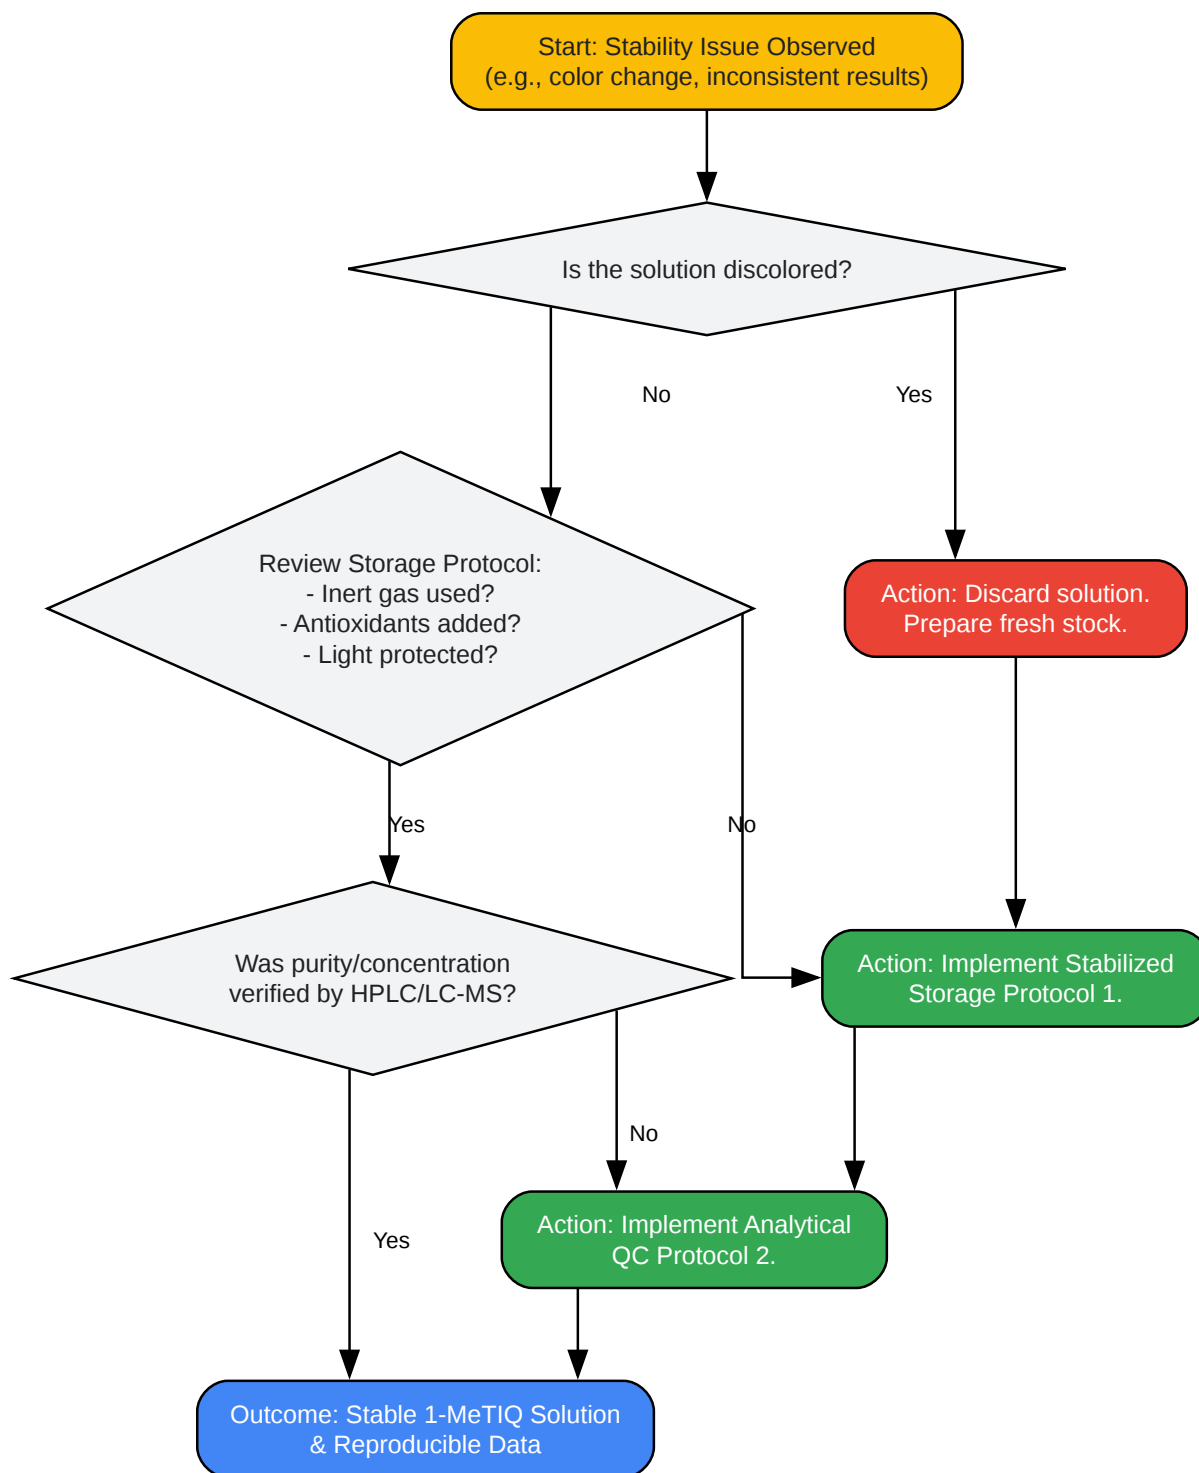 Start: Stability Issue Observed
(e.g., color change, inconsistent results)
Is the solution discolored?
No
Yes
Review Storage Protocol:
- Inert gas used?
- Antioxidants added?
- Light protected?
Action: Discard solution.
Prepare fresh stock.
Yes
No
Was purity/concentration
verified by HPLC/LC-MS?
Action: Implement Stabilized
Storage Protocol 1.
No
Yes
Action: Implement Analytical
QC Protocol 2.
Outcome: Stable 1-MeTIQ Solution
& Reproducible Data